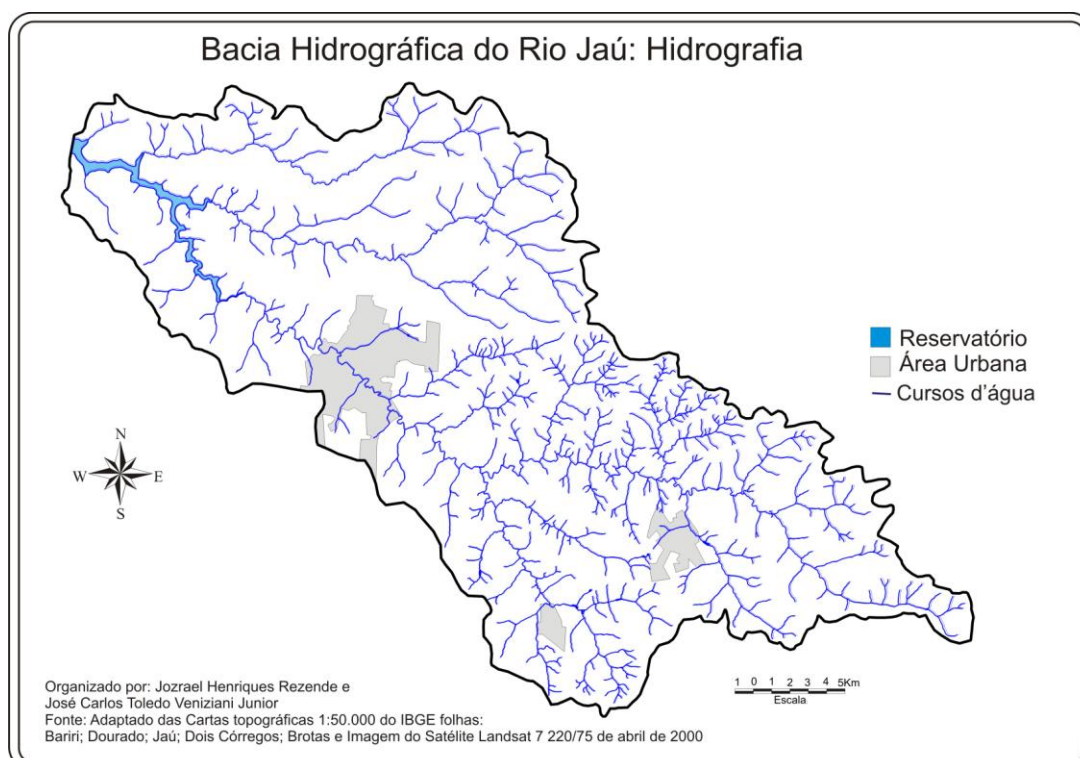 Bacia Hidrográfica do Rio Jaú: Hidrografia
Reservatório
Área Urbana
Cursos d'água
N
W E
S
1 0 1 2 3 4 5Km
Escala
Organizado por: Jozrael Henriques Rezende e
José Carlos Toledo Veniziani Junior
Fonte: Adaptado das Cartas topográficas 1:50.000 do IBGE folhas:
Bariri; Dourado; Jaú; Dois Córregos; Brotas e Imagem do Satélite Landsat 7 220/75 de abril de 2000